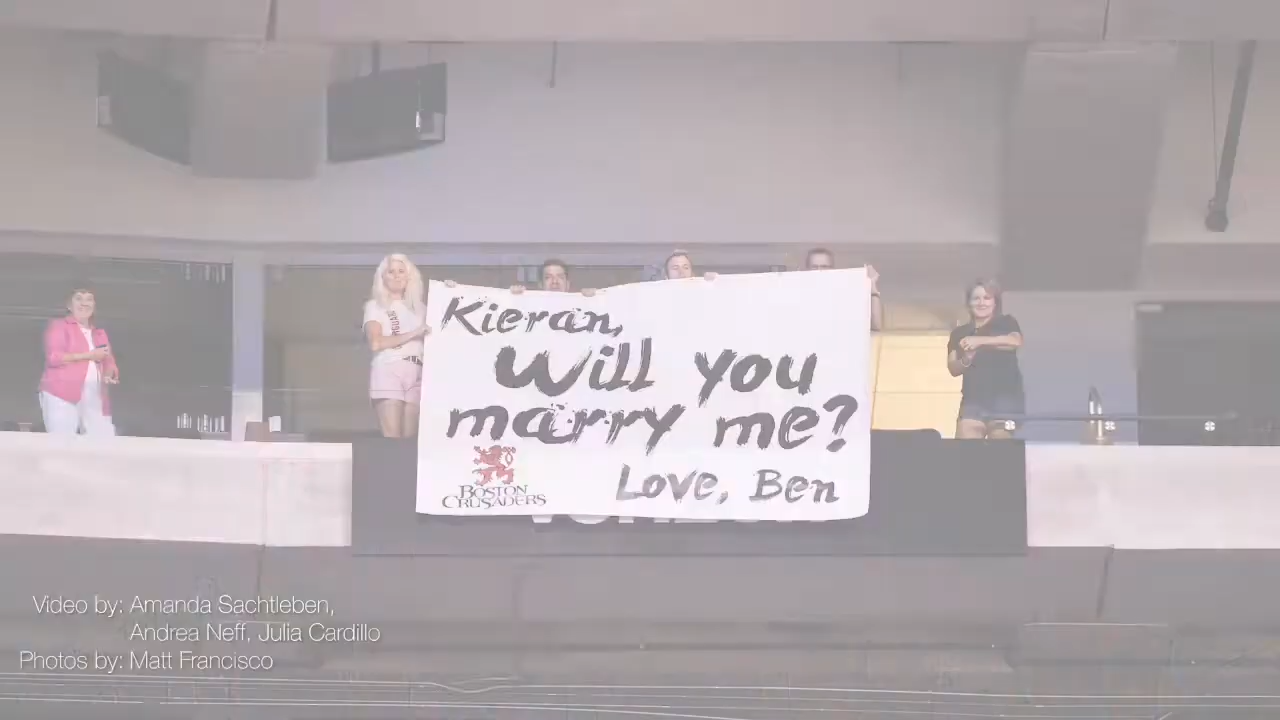 Kieran,
Will you
marry me?
Love, Ben
BOSTON
CRUSADERS
Video by: Amanda Sachtleben,
Andrea Neff, Julia Cardillo
Photos by: Matt Francisco